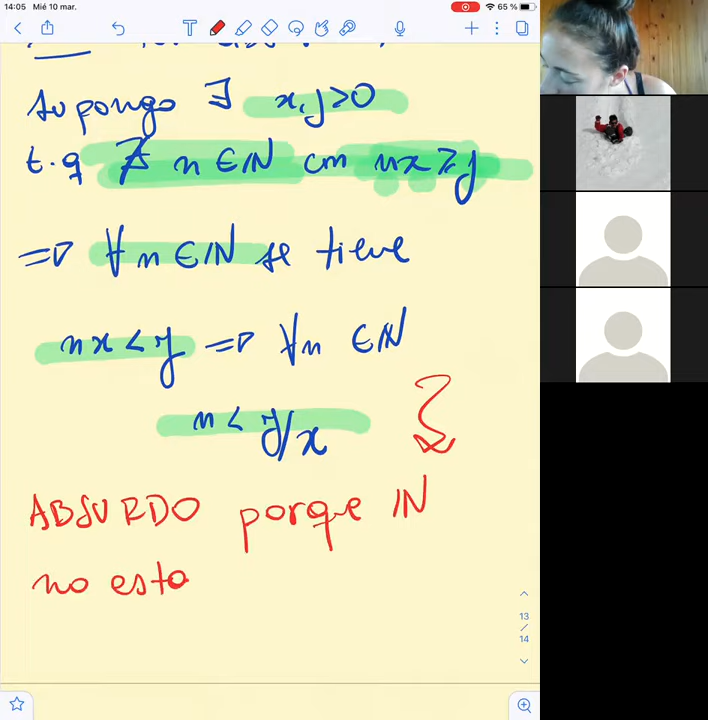 14:05 Mié 10 mar.
65 %
T
supongo ∃ x, y > 0
t.q ∄ n ∈ ℕ con nx ≥ y
⇒ ∀ n ∈ ℕ se tiene
nx < y ⇒ ∀n ∈ ℕ
n < y/x
ABSURDO porque ℕ
no esta
13
/
14